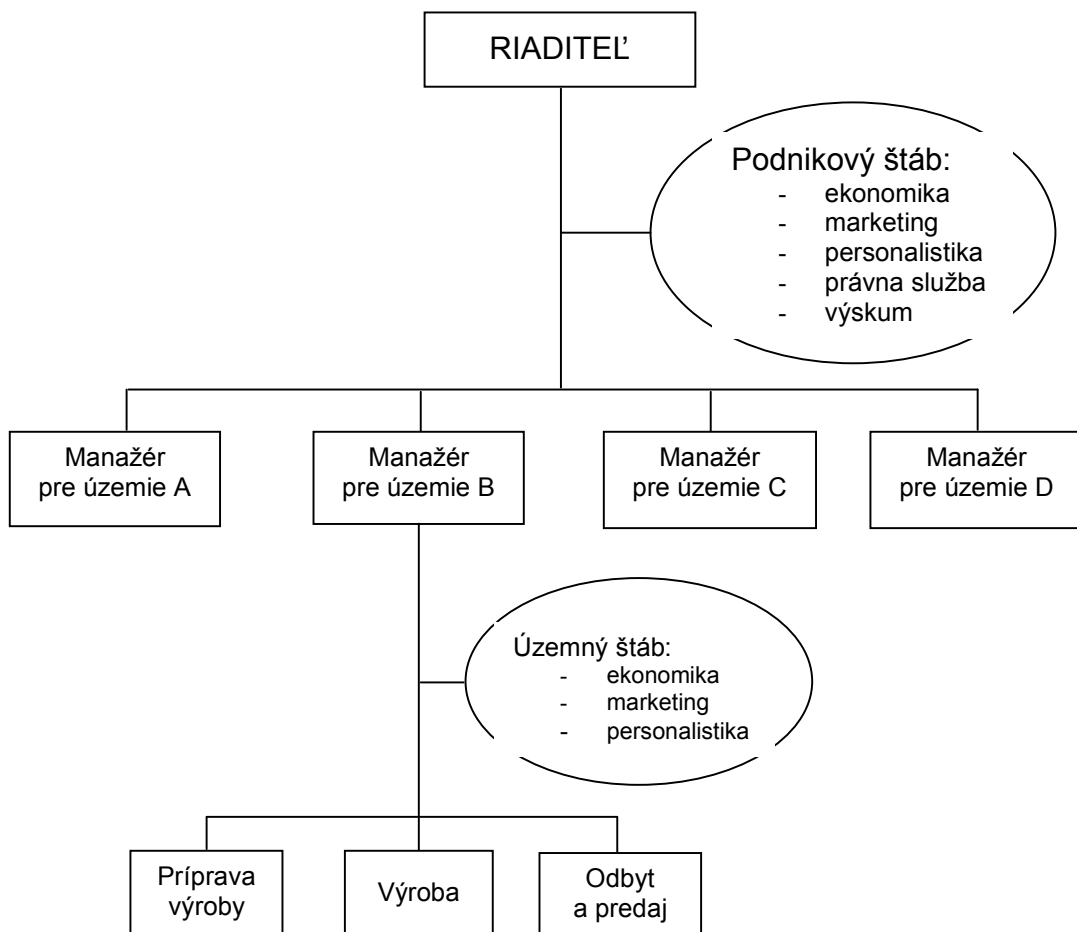 RIADITEĽ
Podnikový štáb:
- ekonomika
- marketing
- personalistika
- právna služba
- výskum
Manažér
pre územie A
Manažér
pre územie B
Manažér
pre územie C
Manažér
pre územie D
Územný štáb:
- ekonomika
- marketing
- personalistika
Príprava
výroby
Výroba
Odbyt
a predaj